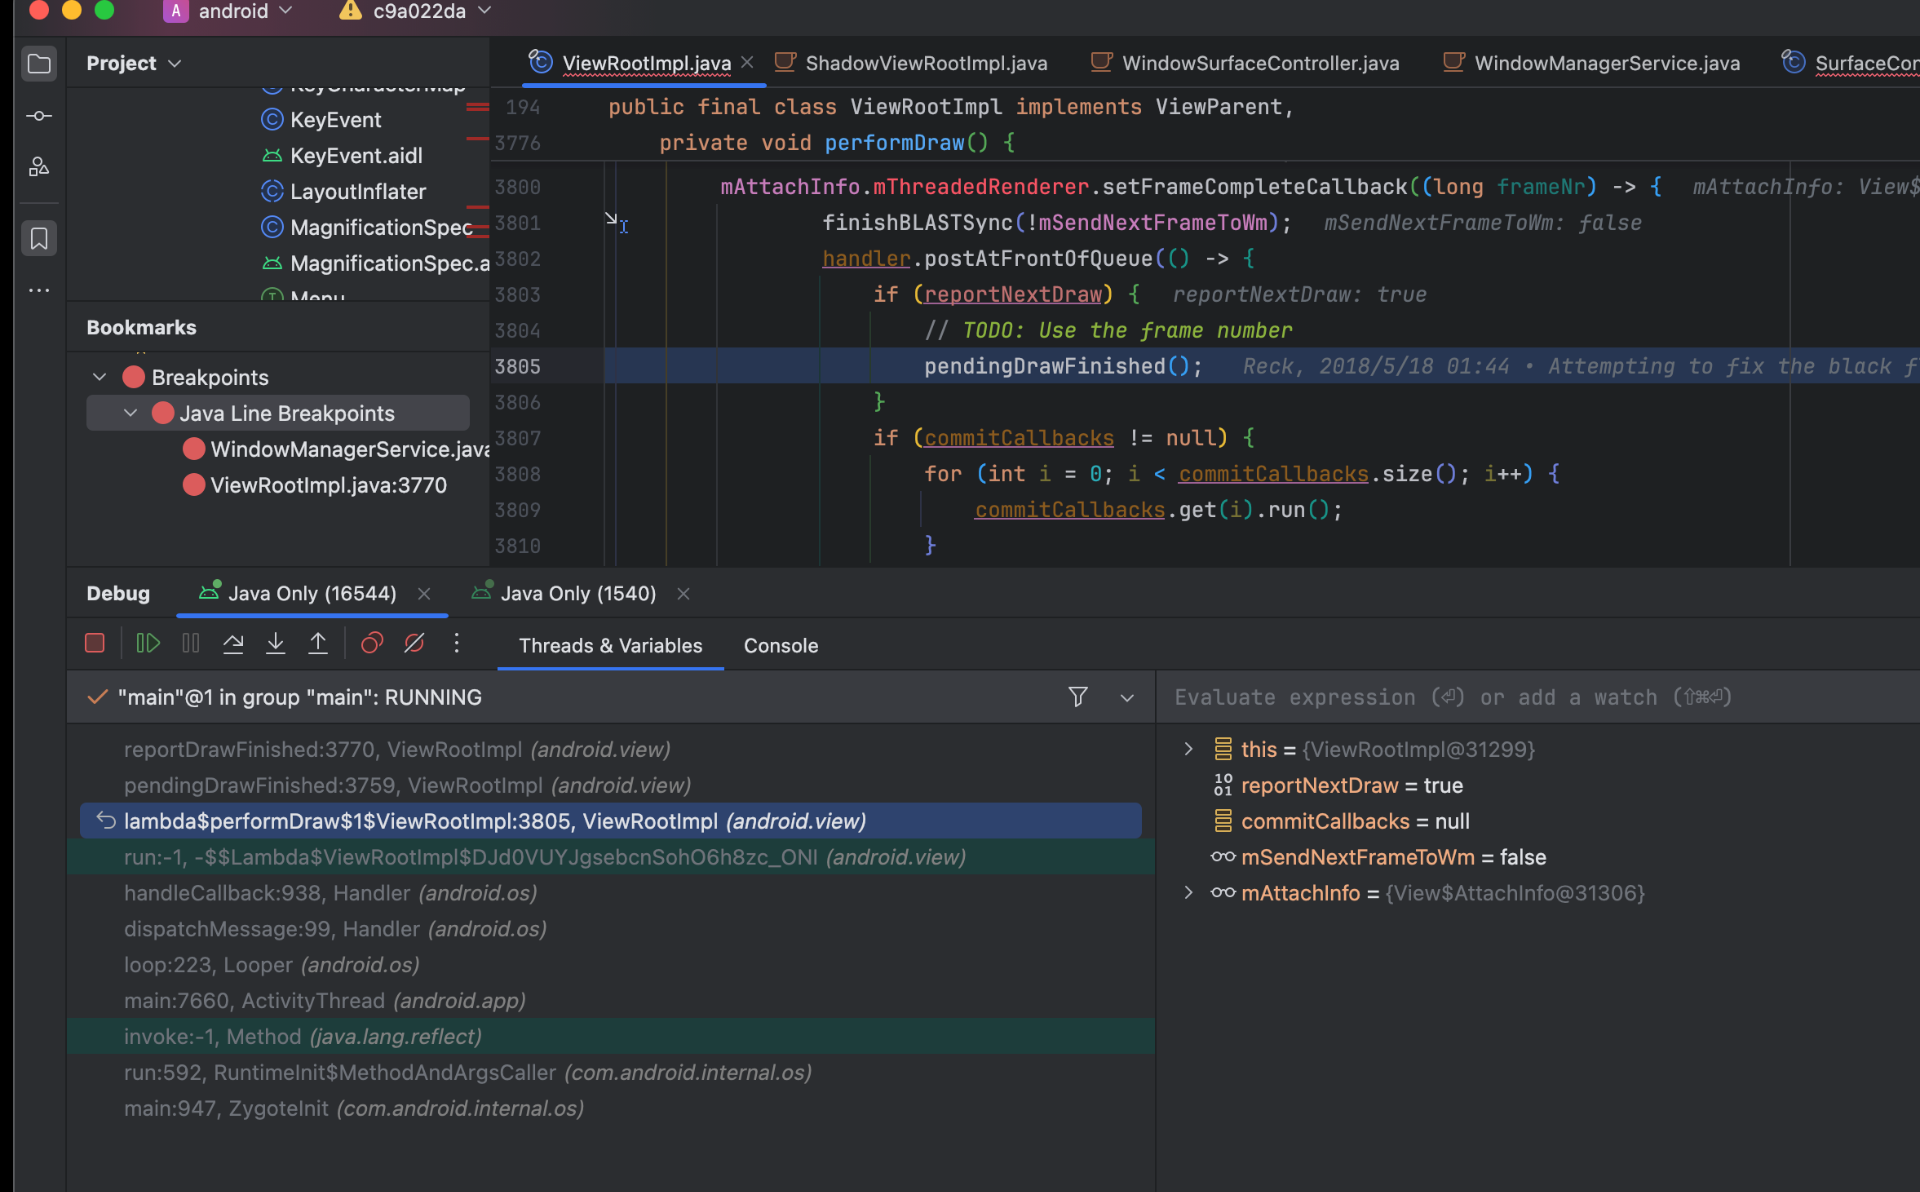 A android c9a022da
Project
KeyCharacterMap
KeyEvent
KeyEvent.aidl
LayoutInflater
MagnificationSpec
MagnificationSpec.a
Menu
Bookmarks
Breakpoints
Java Line Breakpoints
WindowManagerService.java
ViewRootImpl.java:3770
ViewRootImpl.java ShadowViewRootImpl.java WindowSurfaceController.java WindowManagerService.java SurfaceCon
194 public final class ViewRootImpl implements ViewParent,
3776 private void performDraw() {
3800 mAttachInfo.mThreadedRenderer.setFrameCompleteCallback((long frameNr) -> { mAttachInfo: View$
3801 finishBLASTSync(!mSendNextFrameToWm); mSendNextFrameToWm: false
3802 handler.postAtFrontOfQueue(() -> {
3803 if (reportNextDraw) { reportNextDraw: true
3804 // TODO: Use the frame number
3805 pendingDrawFinished(); Reck, 2018/5/18 01:44 • Attempting to fix the black f
3806 }
3807 if (commitCallbacks != null) {
3808 for (int i = 0; i < commitCallbacks.size(); i++) {
3809 commitCallbacks.get(i).run();
3810 }
Debug Java Only (16544) Java Only (1540)
Threads & Variables Console
"main"@1 in group "main": RUNNING
reportDrawFinished:3770, ViewRootImpl (android.view)
pendingDrawFinished:3759, ViewRootImpl (android.view)
lambda$performDraw$1$ViewRootImpl:3805, ViewRootImpl (android.view)
run:-1, -$$Lambda$ViewRootImpl$DJd0VUYJgsebcnSohO6h8zc_ONI (android.view)
handleCallback:938, Handler (android.os)
dispatchMessage:99, Handler (android.os)
loop:223, Looper (android.os)
main:7660, ActivityThread (android.app)
invoke:-1, Method (java.lang.reflect)
run:592, RuntimeInit$MethodAndArgsCaller (com.android.internal.os)
main:947, ZygoteInit (com.android.internal.os)
Evaluate expression (⏎) or add a watch (⇧⌘⏎)
this = {ViewRootImpl@31299}
reportNextDraw = true
commitCallbacks = null
mSendNextFrameToWm = false
mAttachInfo = {View$AttachInfo@31306}